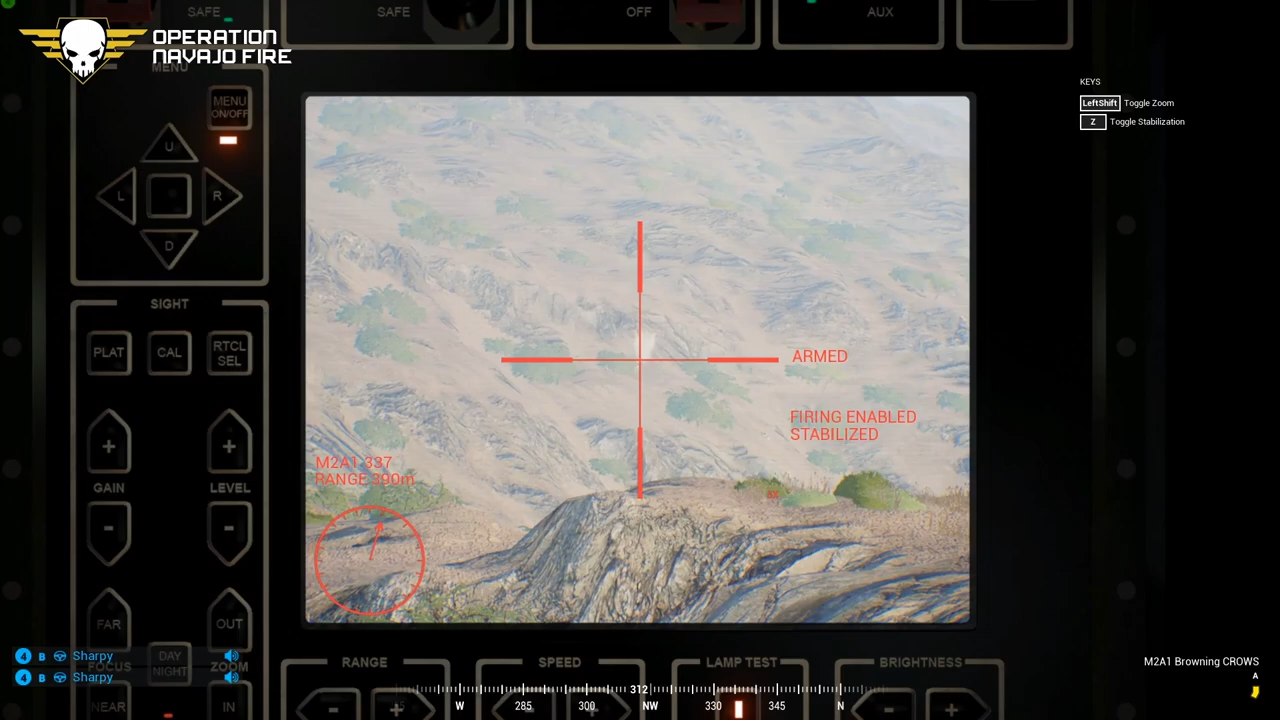 SAFE
SAFE
OFF
AUX
OPERATION
NAVAJO FIRE
MENU
MENU
ON/OFF
U
L
R
D
KEYS
LeftShift Toggle Zoom
Z Toggle Stabilization
SIGHT
PLAT
CAL
RTCL
SEL
GAIN
LEVEL
FAR
OUT
FOCUS
DAY
NIGHT
ZOOM
NEAR
IN
ARMED
FIRING ENABLED
STABILIZED
M2A1 337
RANGE 390m
4 B Sharpy
4 B Sharpy
RANGE
SPEED
LAMP TEST
BRIGHTNESS
312
W 285 300 NW 330 345 N
M2A1 Browning CROWS
A